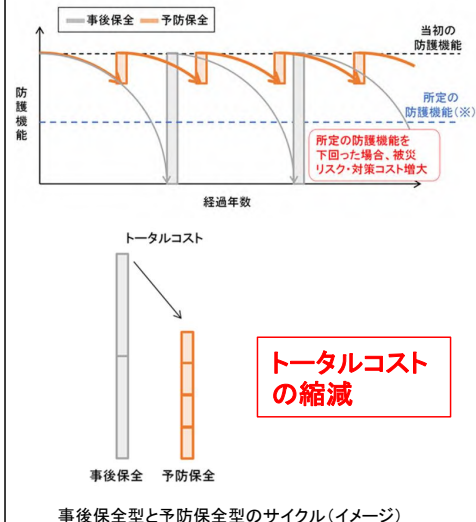 事後保全 予防保全
当初の
防護機能
防護機能
所定の
防護機能(※)
所定の防護機能を
下回った場合、被災
リスク・対策コスト増大
経過年数
トータルコスト
トータルコスト
の縮減
事後保全 予防保全
事後保全型と予防保全型のサイクル(イメージ)